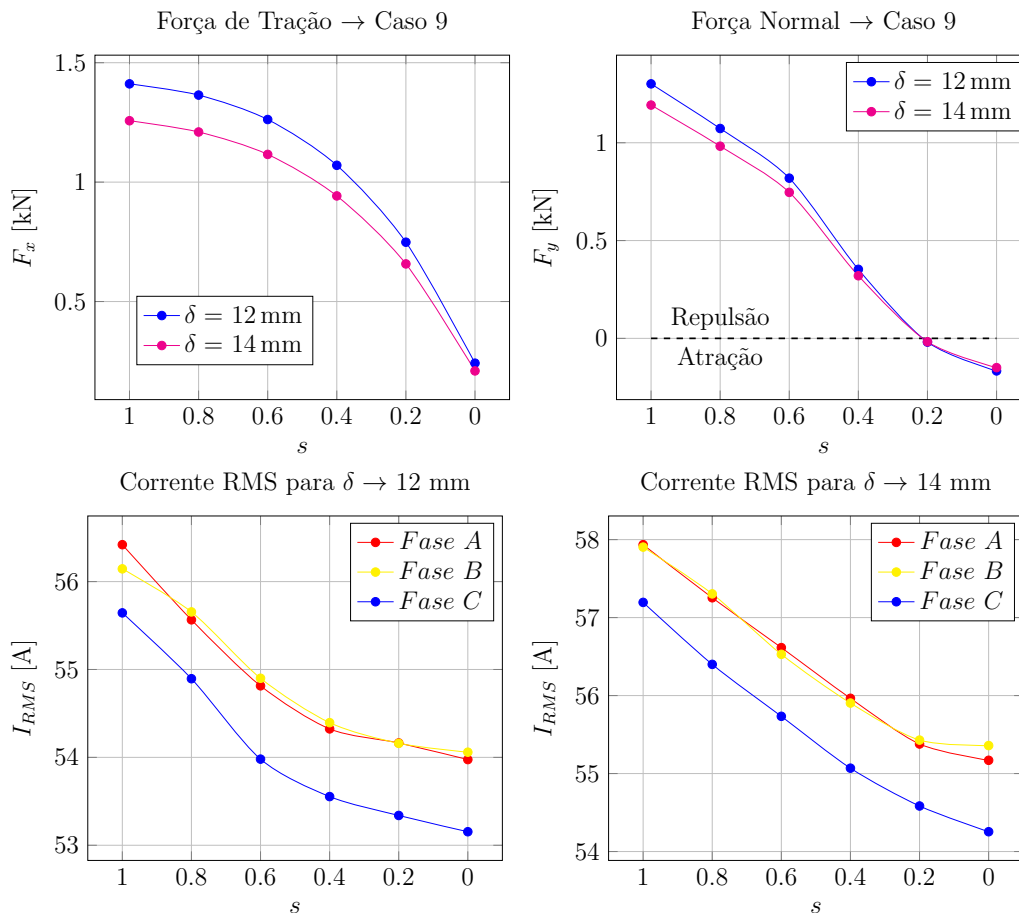 Força de Tração → Caso 9
1.5
1
0.5
F_x [kN]
δ = 12 mm
δ = 14 mm
1 0.8 0.6 0.4 0.2 0
s
Força Normal → Caso 9
1
0.5
0
F_y [kN]
δ = 12 mm
δ = 14 mm
Repulsão
Atração
1 0.8 0.6 0.4 0.2 0
s
Corrente RMS para δ → 12 mm
56
55
54
53
I_{RMS} [A]
Fase A
Fase B
Fase C
1 0.8 0.6 0.4 0.2 0
s
Corrente RMS para δ → 14 mm
58
57
56
55
54
I_{RMS} [A]
Fase A
Fase B
Fase C
1 0.8 0.6 0.4 0.2 0
s